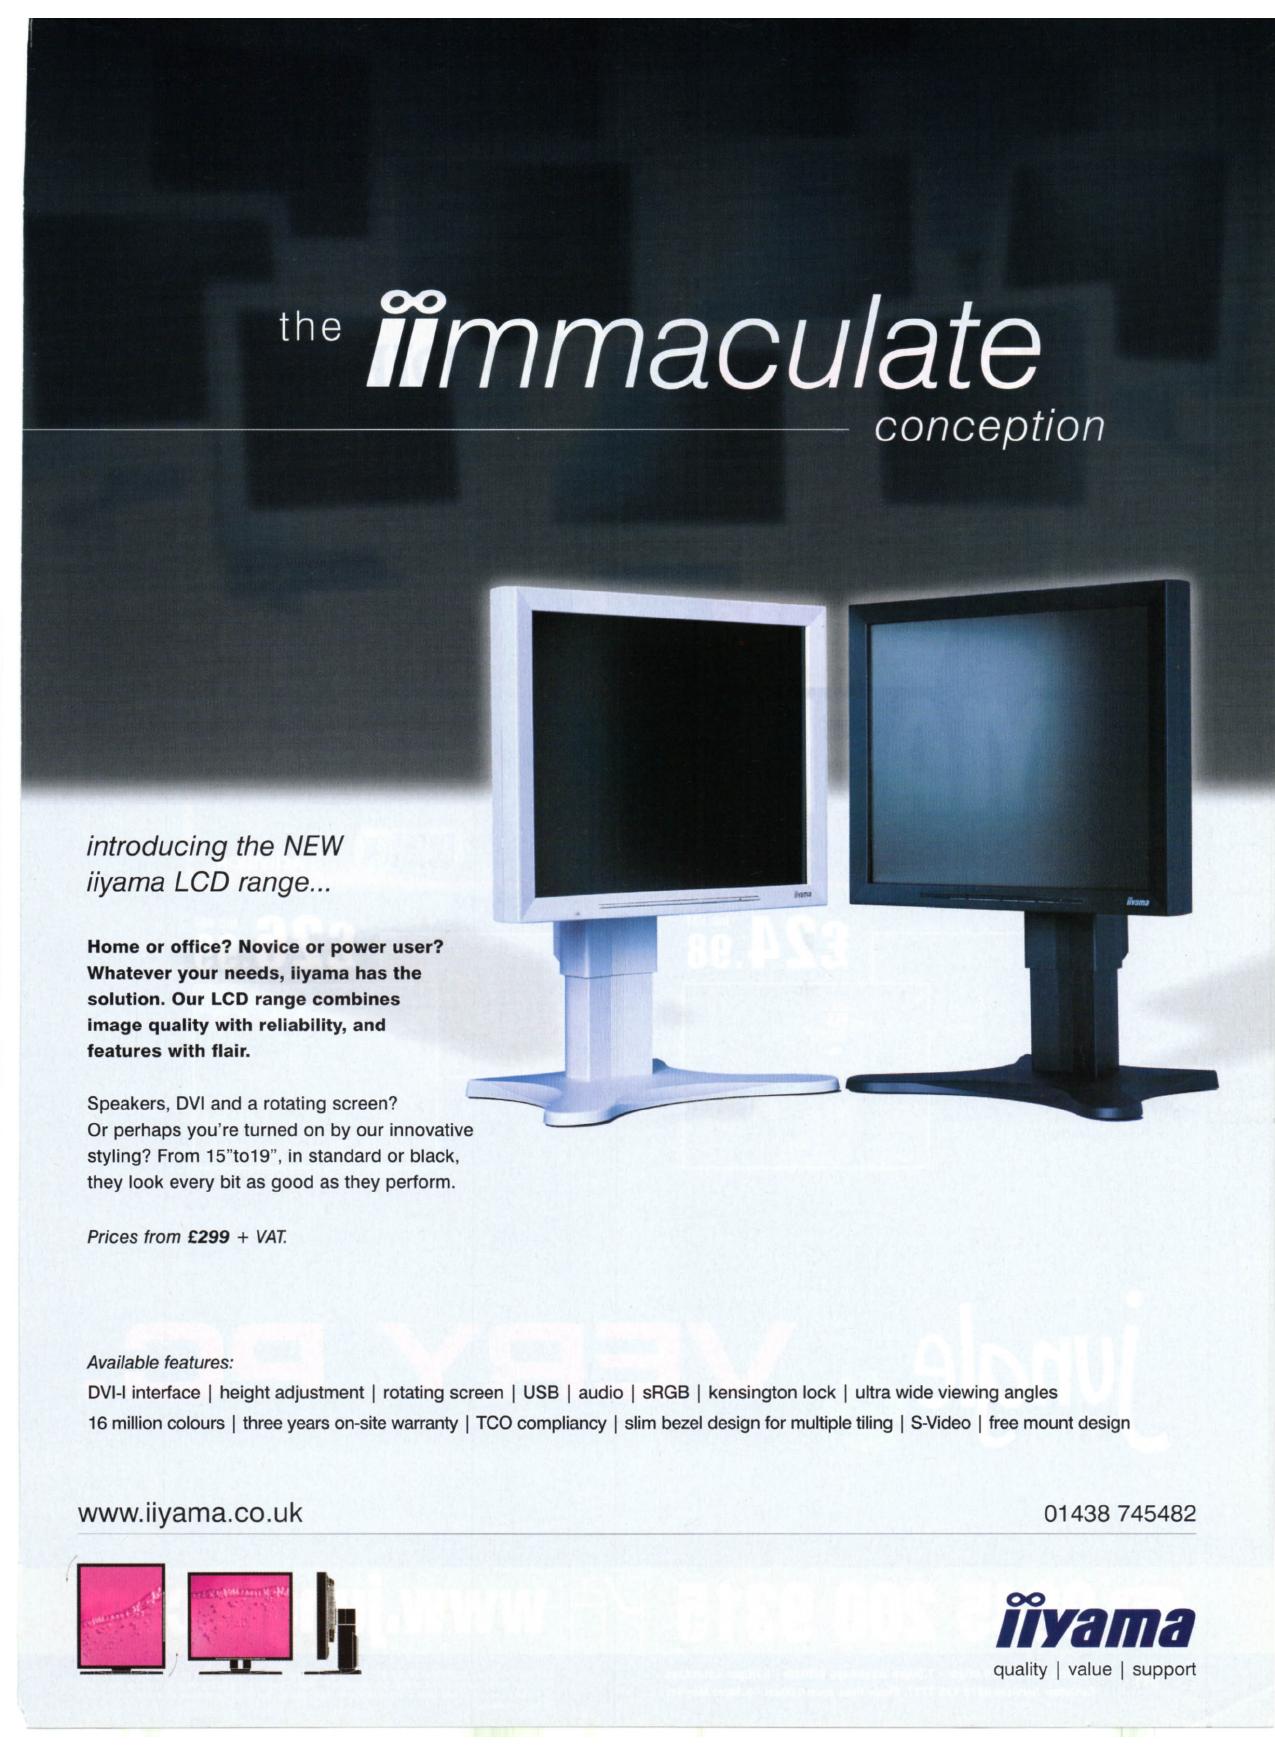 the iimmaculate
conception
iiyama
iiyama
introducing the NEW
iiyama LCD range...
Home or office? Novice or power user?
Whatever your needs, iiyama has the
solution. Our LCD range combines
image quality with reliability, and
features with flair.
Speakers, DVI and a rotating screen?
Or perhaps you're turned on by our innovative
styling? From 15"to19", in standard or black,
they look every bit as good as they perform.
Prices from £299 + VAT.
Available features:
DVI-I interface | height adjustment | rotating screen | USB | audio | sRGB | kensington lock | ultra wide viewing angles
16 million colours | three years on-site warranty | TCO compliancy | slim bezel design for multiple tiling | S-Video | free mount design
www.iiyama.co.uk
01438 745482
iiyama
quality | value | support